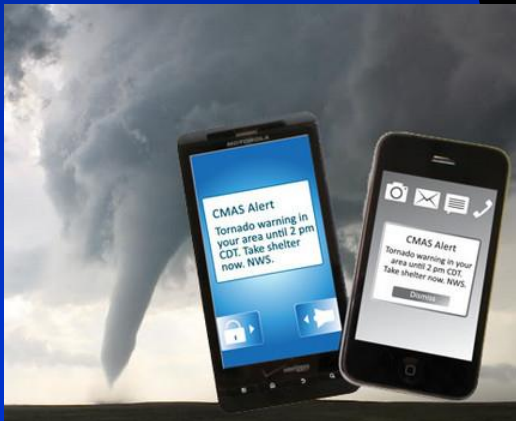 MOTOROLA
CMAS Alert
Tornado warning in
your area until 2 pm
CDT. Take shelter
now. NWS.
verizon
CMAS Alert
Tornado warning in your
area until 2 pm CDT.
Take shelter now. NWS.
Dismiss